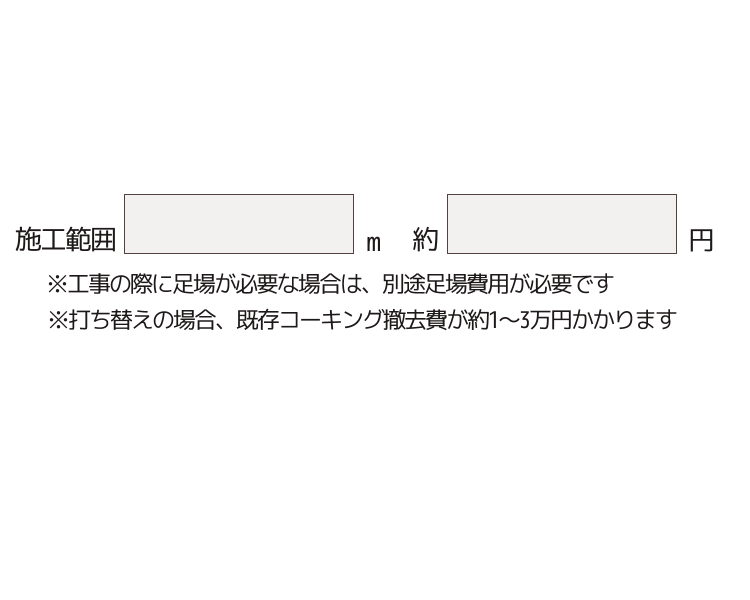 施工範囲 m 約 円
※工事の際に足場が必要な場合は、別途足場費用が必要です
※打ち替えの場合、既存コーキング撤去費が約1〜3万円かかります